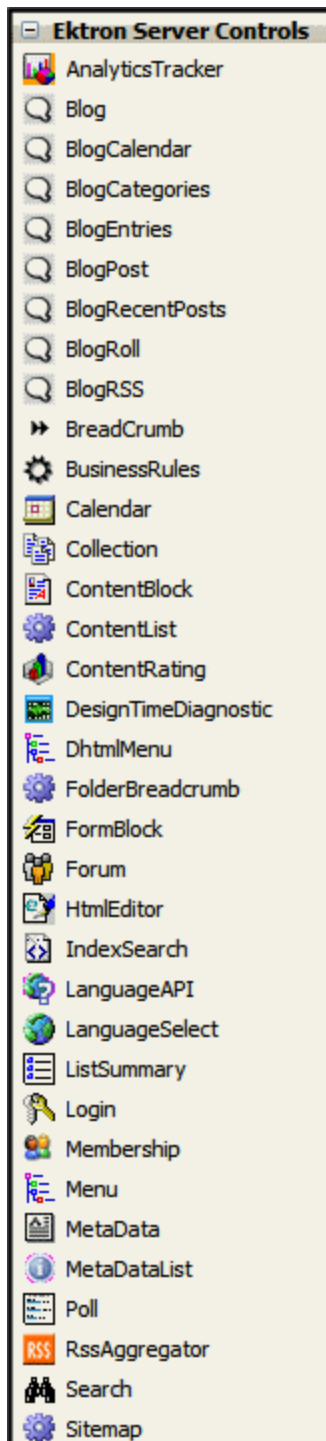 Ektron Server Controls
AnalyticsTracker
Blog
BlogCalendar
BlogCategories
BlogEntries
BlogPost
BlogRecentPosts
BlogRoll
BlogRSS
BreadCrumb
BusinessRules
Calendar
Collection
ContentBlock
ContentList
ContentRating
DesignTimeDiagnostic
DhtmlMenu
FolderBreadcrumb
FormBlock
Forum
HtmlEditor
IndexSearch
LanguageAPI
LanguageSelect
ListSummary
Login
Membership
Menu
MetaData
MetaDataList
Poll
RSS RssAggregator
Search
Sitemap